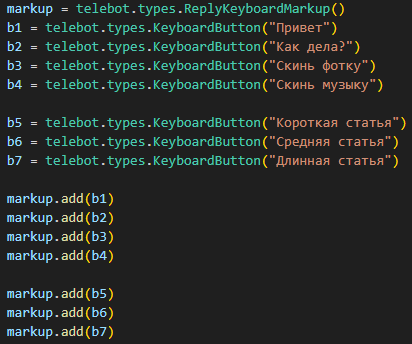 markup = telebot.types.ReplyKeyboardMarkup()
b1 = telebot.types.KeyboardButton("Привет")
b2 = telebot.types.KeyboardButton("Как дела?")
b3 = telebot.types.KeyboardButton("Скинь фотку")
b4 = telebot.types.KeyboardButton("Скинь музыку")

b5 = telebot.types.KeyboardButton("Короткая статья")
b6 = telebot.types.KeyboardButton("Средняя статья")
b7 = telebot.types.KeyboardButton("Длинная статья")

markup.add(b1)
markup.add(b2)
markup.add(b3)
markup.add(b4)

markup.add(b5)
markup.add(b6)
markup.add(b7)